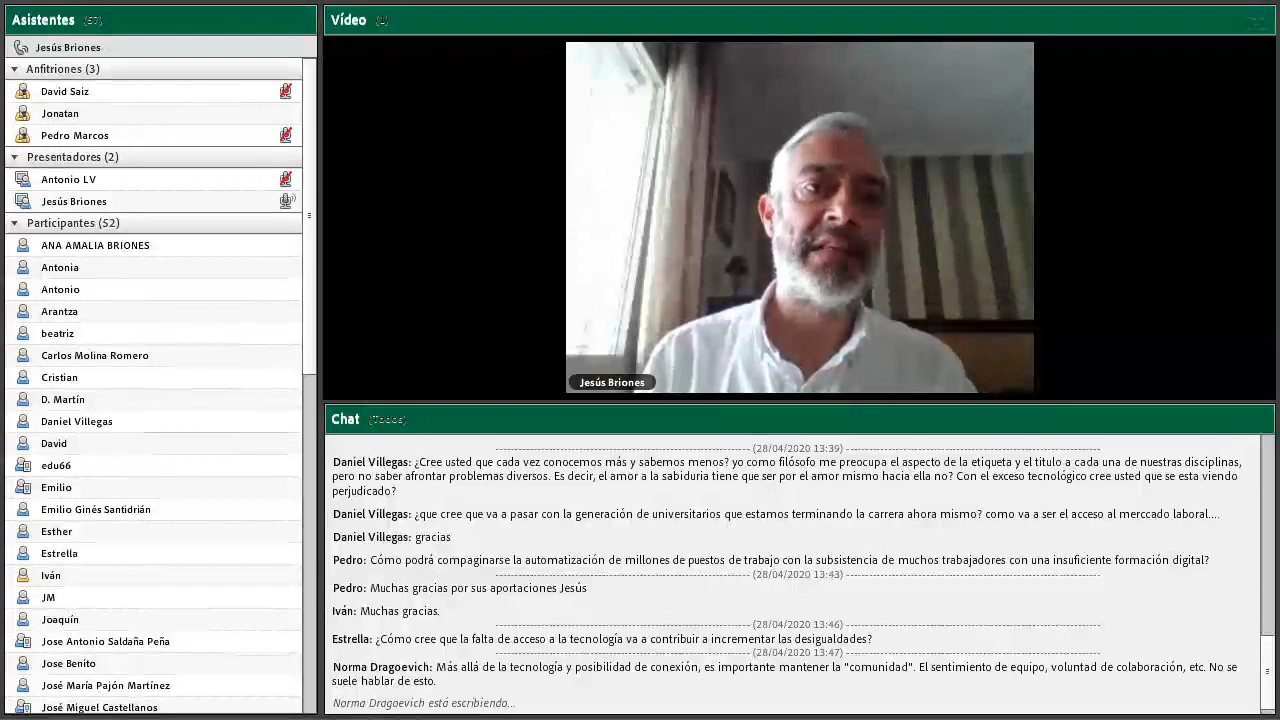 Asistentes (57)
Jesús Briones
Anfitriones (3)
David Saiz
Jonatan
Pedro Marcos
Presentadores (2)
Antonio LV
Jesús Briones
Participantes (52)
ANA AMALIA BRIONES
Antonia
Antonio
Arantza
beatriz
Carlos Molina Romero
Cristian
D. Martín
Daniel Villegas
David
edu66
Emilio
Emilio Ginés Santidrián
Esther
Estrella
Iván
JM
Joaquín
Jose Antonio Saldaña Peña
Jose Benito
José María Pajón Martínez
José Miguel Castellanos
Vídeo (1)
Jesús Briones
Chat (Todos)
(28/04/2020 13:39)
Daniel Villegas: ¿Cree usted que cada vez conocemos más y sabemos menos? yo como filósofo me preocupa el aspecto de la etiqueta y el titulo a cada una de nuestras disciplinas,
pero no saber afrontar problemas diversos. Es decir, el amor a la sabiduria tiene que ser por el amor mismo hacia ella no? Con el exceso tecnológico cree usted que se esta viendo
perjudicado?
Daniel Villegas: ¿que cree que va a pasar con la generación de universitarios que estamos terminando la carrera ahora mismo? como va a ser el acceso al merccado laboral....
Daniel Villegas: gracias
Pedro: Cómo podrá compaginarse la automatización de millones de puestos de trabajo con la subsistencia de muchos trabajadores con una insuficiente formación digital?
(28/04/2020 13:43)
Pedro: Muchas gracias por sus aportaciones Jesús
Iván: Muchas gracias.
(28/04/2020 13:46)
Estrella: ¿Cómo cree que la falta de acceso a la tecnología va a contribuir a incrementar las desigualdades?
(28/04/2020 13:47)
Norma Dragoevich: Más allá de la tecnología y posibilidad de conexión, es importante mantener la "comunidad". El sentimiento de equipo, voluntad de colaboración, etc. No se
suele hablar de esto.
Norma Dragoevich está escribiendo...